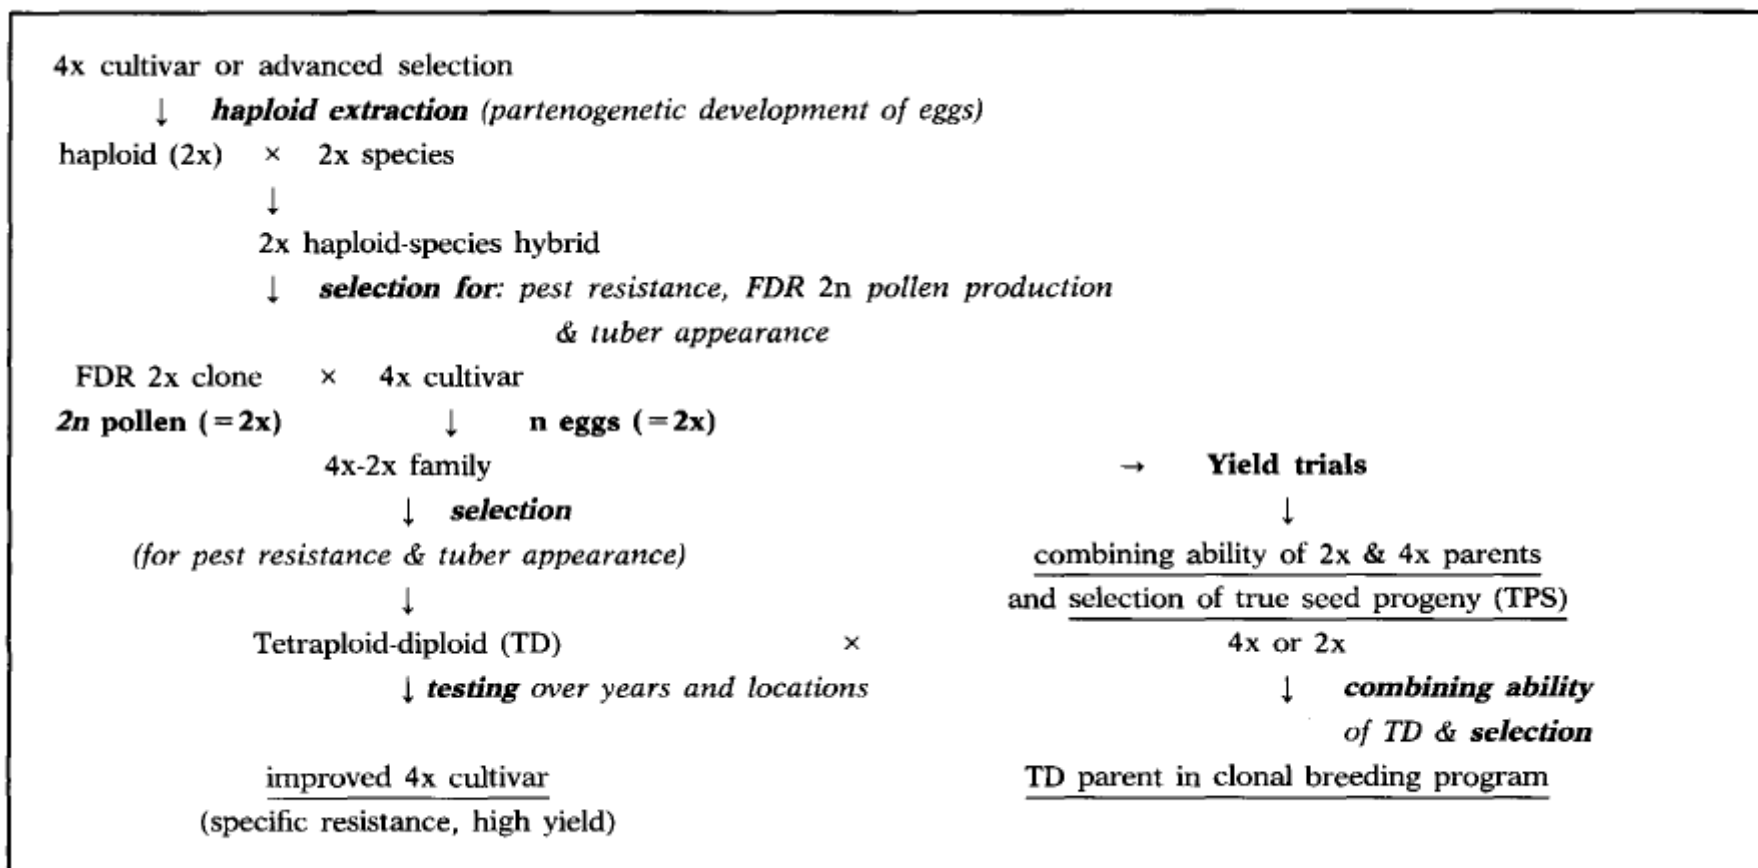 4x cultivar or advanced selection
↓ haploid extraction (partenogenetic development of eggs)
haploid (2x) × 2x species
↓
2x haploid-species hybrid
↓ selection for: pest resistance, FDR 2n pollen production
& tuber appearance
FDR 2x clone × 4x cultivar
2n pollen (=2x) ↓ n eggs (=2x)
4x-2x family → Yield trials
↓ selection ↓
(for pest resistance & tuber appearance) combining ability of 2x & 4x parents
↓ and selection of true seed progeny (TPS)
Tetraploid-diploid (TD) × 4x or 2x
↓ testing over years and locations ↓ combining ability
of TD & selection
improved 4x cultivar TD parent in clonal breeding program
(specific resistance, high yield)